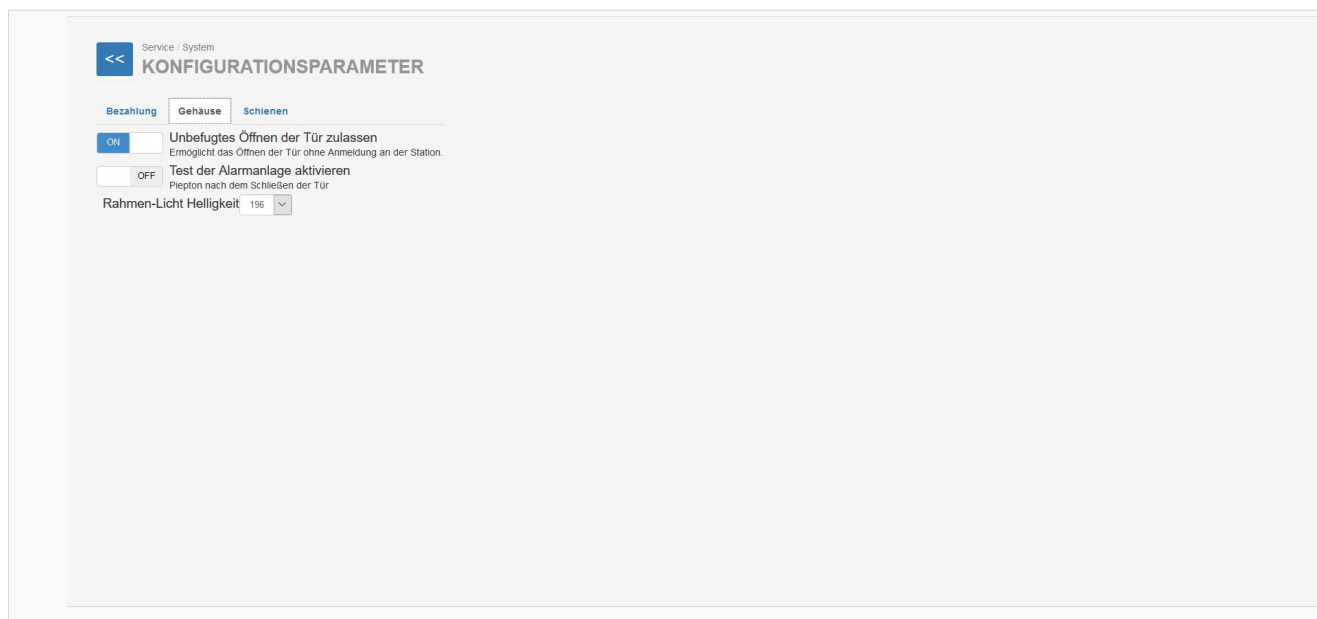 Service / System
<< KONFIGURATIONSPARAMETER
Bezahlung Gehäuse Schienen
ON Unbefugtes Öffnen der Tür zulassen
Ermöglicht das Öffnen der Tür ohne Anmeldung an der Station.
OFF Test der Alarmanlage aktivieren
Piepton nach dem Schließen der Tür
Rahmen-Licht Helligkeit 196